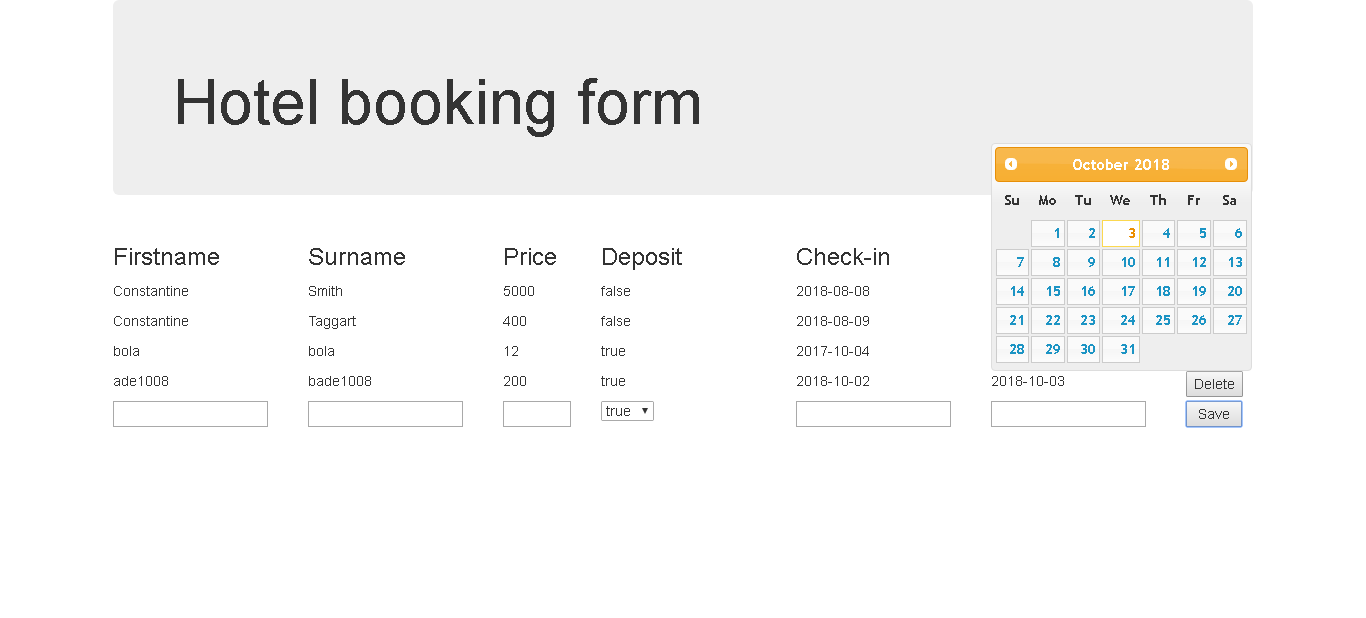 Hotel booking form
October 2018
Su Mo Tu We Th Fr Sa
1 2 3 4 5 6
7 8 9 10 11 12 13
14 15 16 17 18 19 20
21 22 23 24 25 26 27
28 29 30 31
Firstname Surname Price Deposit Check-in
Constantine Smith 5000 false 2018-08-08
Constantine Taggart 400 false 2018-08-09
bola bola 12 true 2017-10-04
ade1008 bade1008 200 true 2018-10-02 2018-10-03 Delete
true Save